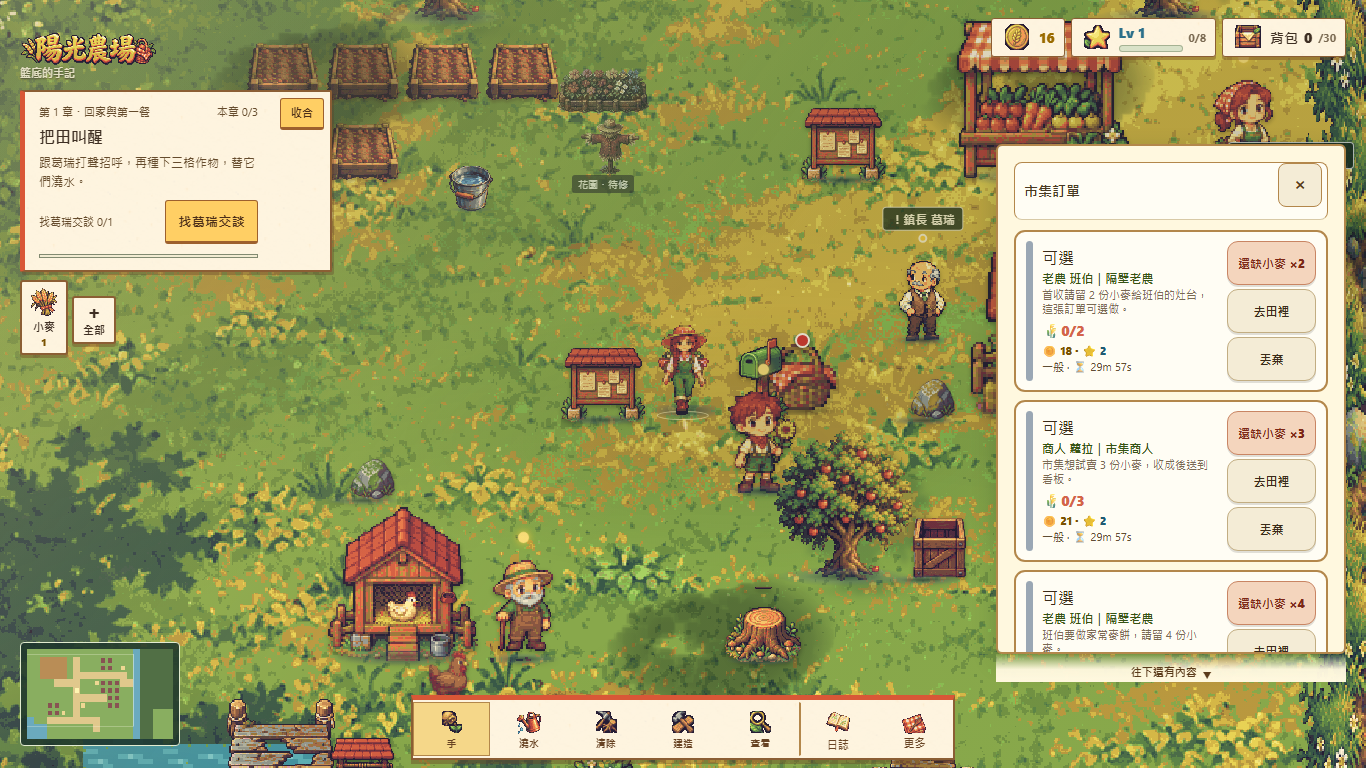 陽光農場
籃底的手記
第 1 章 · 回家與第一餐
本章 0/3
收合
把田叫醒
跟葛瑞打聲招呼，再種下三格作物，替它
們澆水。
找葛瑞交談 0/1
找葛瑞交談
小麥
1
+
全部
花圃 · 待修
! 鎮長 葛瑞
16
Lv 1
0/8
背包 0 /30
市集訂單
×
可選
老農 班伯 | 隔壁老農
首收請留 2 份小麥給班伯的灶台，
這張訂單可選做。
0/2
18 · 2
一般 · 29m 57s
還缺小麥 ×2
去田裡
丟棄
可選
商人 蘿拉 | 市集商人
市集想試賣 3 份小麥，收成後送到
看板。
0/3
21 · 2
一般 · 29m 57s
還缺小麥 ×3
去田裡
丟棄
可選
老農 班伯 | 隔壁老農
班伯要做家常麥餅，請留 4 份小
麥。
還缺小麥 ×4
去田裡
往下還有內容 ▼
手
澆水
清除
建造
查看
日誌
更多